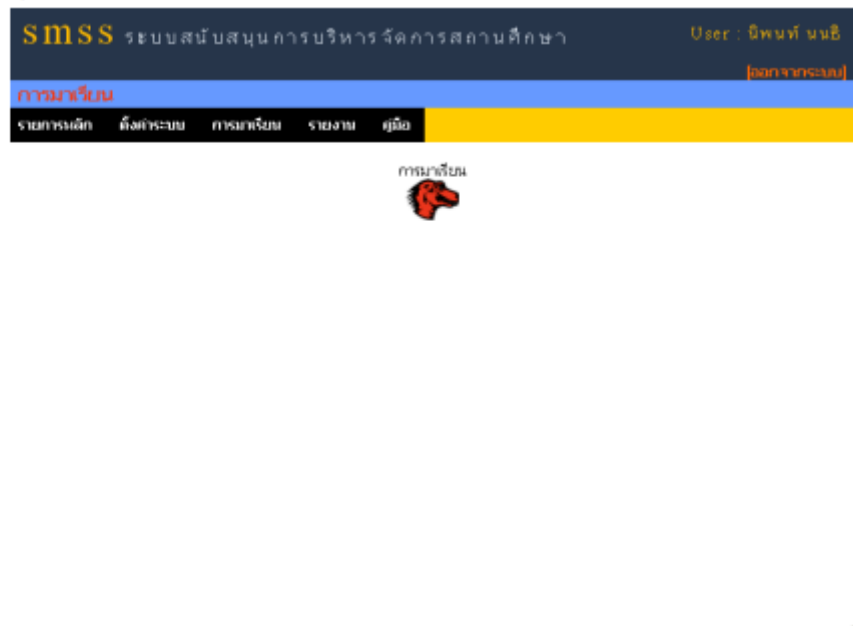 smss ระบบสนับสนุนการบริหารจัดการสถานศึกษา
User : นิพนท์ นนธิ
[ออกจากระบบ]
การมาเรียน
รายการหลัก ตั้งค่าระบบ การมาเรียน รายงาน คู่มือ
การมาเรียน